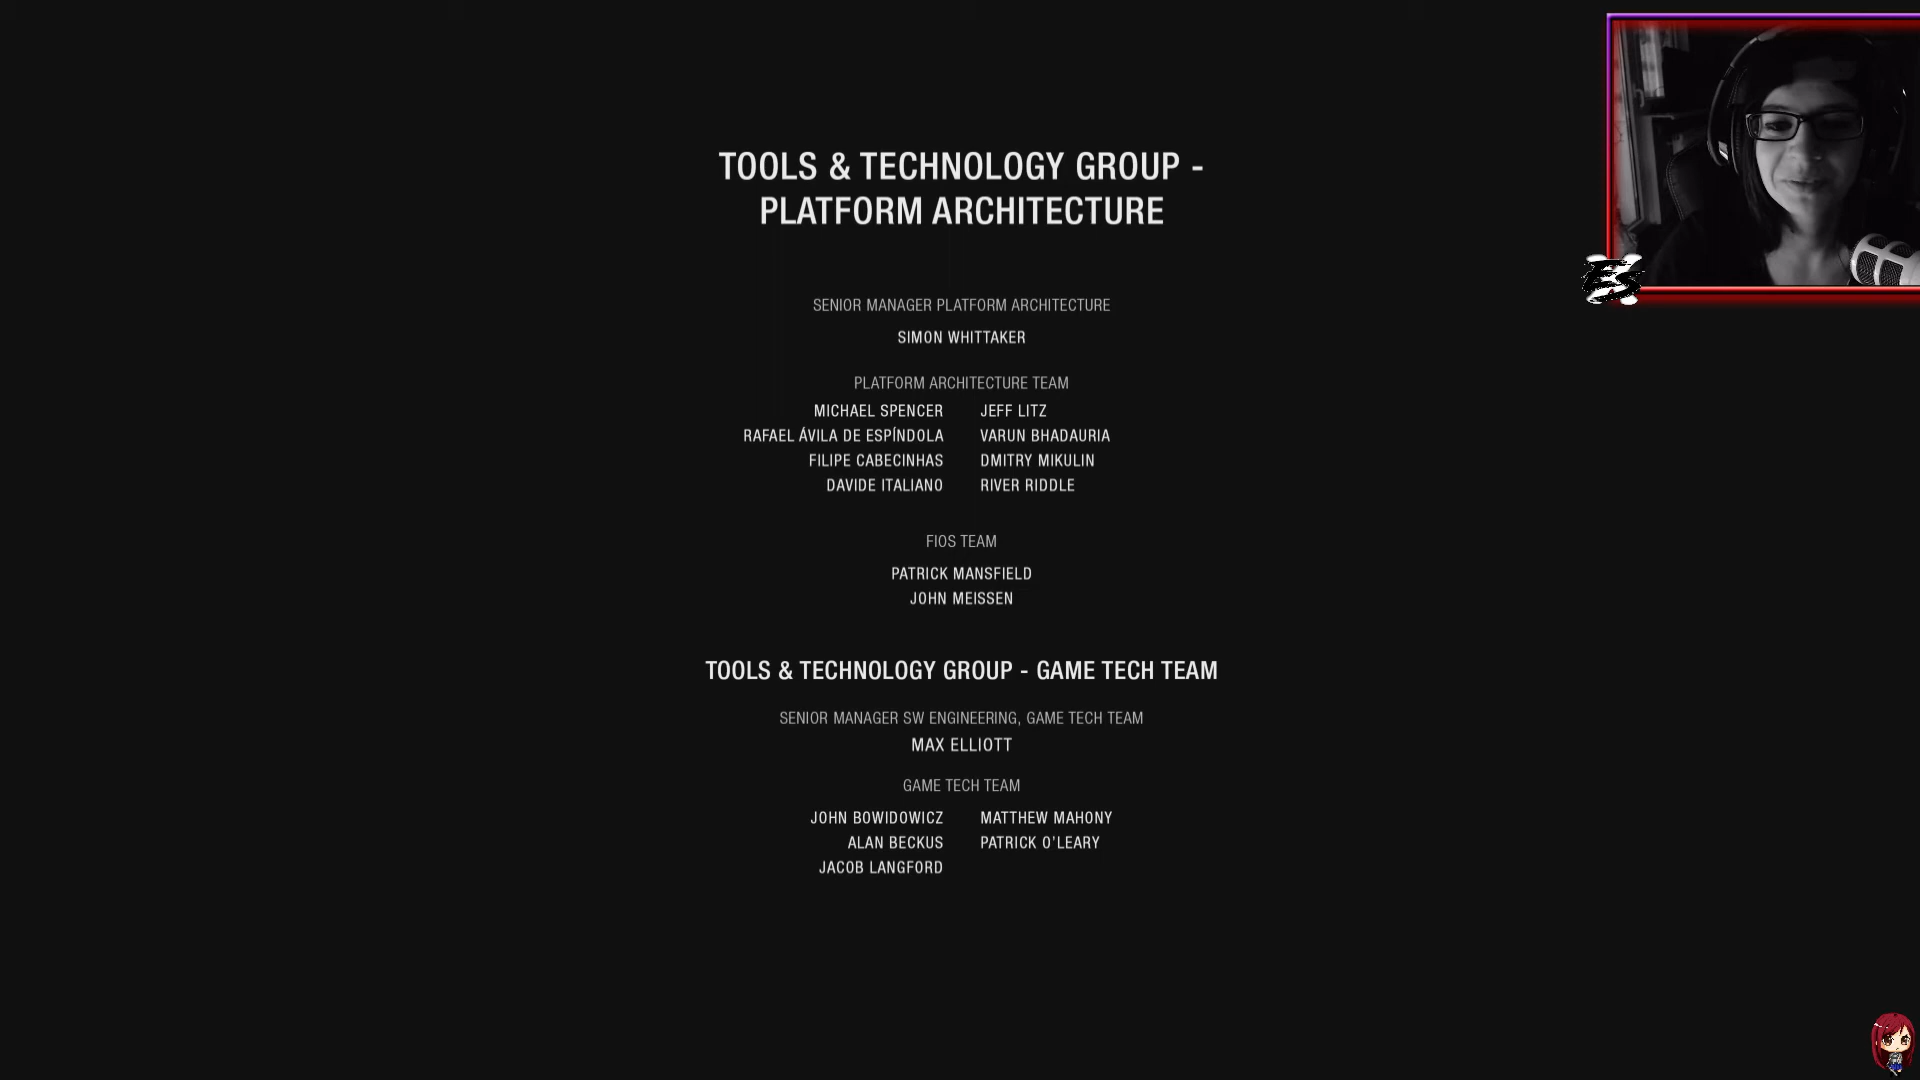 TOOLS & TECHNOLOGY GROUP -
PLATFORM ARCHITECTURE
SENIOR MANAGER PLATFORM ARCHITECTURE
SIMON WHITTAKER
PLATFORM ARCHITECTURE TEAM
MICHAEL SPENCER JEFF LITZ
RAFAEL ÁVILA DE ESPÍNDOLA VARUN BHADAURIA
FILIPE CABECINHAS DMITRY MIKULIN
DAVIDE ITALIANO RIVER RIDDLE
FIOS TEAM
PATRICK MANSFIELD
JOHN MEISSEN
TOOLS & TECHNOLOGY GROUP - GAME TECH TEAM
SENIOR MANAGER SW ENGINEERING, GAME TECH TEAM
MAX ELLIOTT
GAME TECH TEAM
JOHN BOWIDOWICZ MATTHEW MAHONY
ALAN BECKUS PATRICK O'LEARY
JACOB LANGFORD
ES